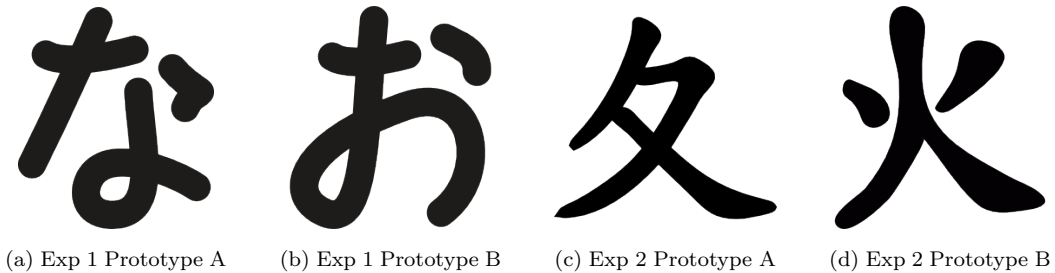 な お 夂 火
(a) Exp 1 Prototype A (b) Exp 1 Prototype B (c) Exp 2 Prototype A (d) Exp 2 Prototype B